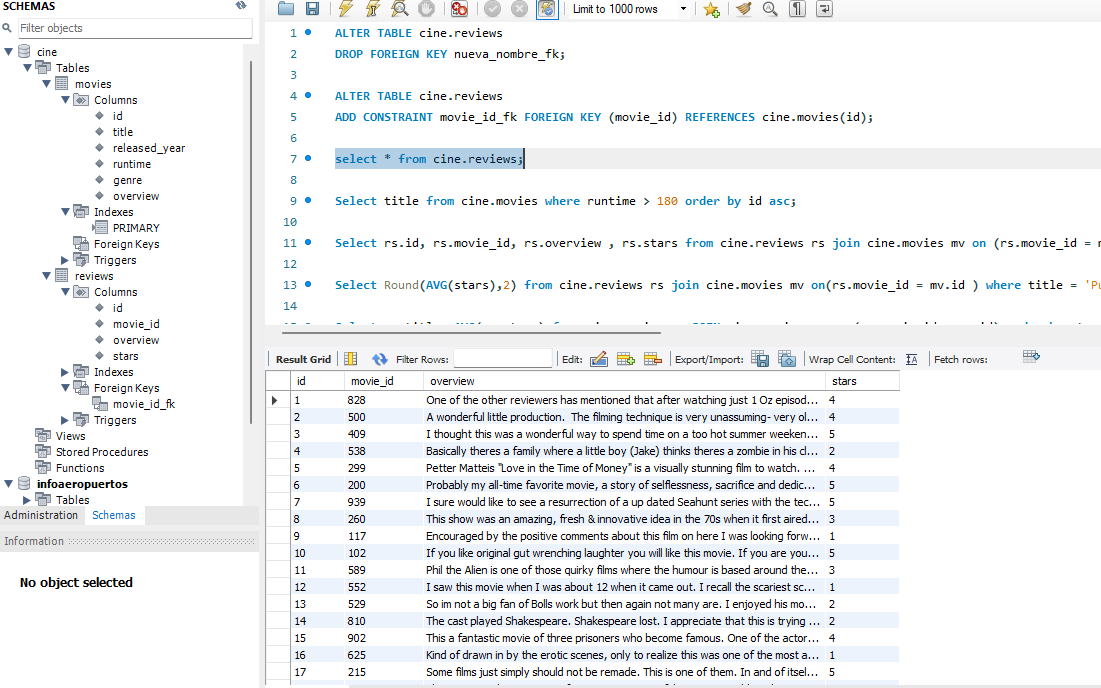 SCHEMAS
Filter objects
cine
Tables
movies
Columns
id
title
released_year
runtime
genre
overview
Indexes
PRIMARY
Foreign Keys
Triggers
reviews
Columns
id
movie_id
overview
stars
Indexes
Foreign Keys
movie_id_fk
Triggers
Views
Stored Procedures
Functions
infoaeropuertos
Tables
Administration Schemas
Information
No object selected
Limit to 1000 rows
1 ALTER TABLE cine.reviews
2 DROP FOREIGN KEY nueva_nombre_fk;
3
4 ALTER TABLE cine.reviews
5 ADD CONSTRAINT movie_id_fk FOREIGN KEY (movie_id) REFERENCES cine.movies(id);
6
7 select * from cine.reviews;
8
9 Select title from cine.movies where runtime > 180 order by id asc;
10
11 Select rs.id, rs.movie_id, rs.overview , rs.stars from cine.reviews rs join cine.movies mv on (rs.movie_id =
12
13 Select Round(AVG(stars),2) from cine.reviews rs join cine.movies mv on(rs.movie_id = mv.id ) where title = 'Pu
14
Result Grid Filter Rows: Edit: Export/Import: Wrap Cell Content: Fetch rows:
id movie_id overview stars
1 828 One of the other reviewers has mentioned that after watching just 1 Oz episod... 4
2 500 A wonderful little production. The filming technique is very unassuming- very ol... 4
3 409 I thought this was a wonderful way to spend time on a too hot summer weeken... 5
4 538 Basically theres a family where a little boy (Jake) thinks theres a zombie in his cl... 2
5 299 Petter Matteis "Love in the Time of Money" is a visually stunning film to watch. ... 4
6 200 Probably my all-time favorite movie, a story of selflessness, sacrifice and dedic... 5
7 939 I sure would like to see a resurrection of a up dated Seahunt series with the tec... 5
8 260 This show was an amazing, fresh & innovative idea in the 70s when it first aired... 3
9 117 Encouraged by the positive comments about this film on here I was looking forw... 1
10 102 If you like original gut wrenching laughter you will like this movie. If you are you... 5
11 589 Phil the Alien is one of those quirky films where the humour is based around the... 3
12 552 I saw this movie when I was about 12 when it came out. I recall the scariest sc... 1
13 529 So im not a big fan of Bolls work but then again not many are. I enjoyed his mo... 2
14 810 The cast played Shakespeare. Shakespeare lost. I appreciate that this is trying ... 2
15 902 This a fantastic movie of three prisoners who become famous. One of the actor... 4
16 625 Kind of drawn in by the erotic scenes, only to realize this was one of the most a... 1
17 215 Some films just simply should not be remade. This is one of them. In and of itsel... 5